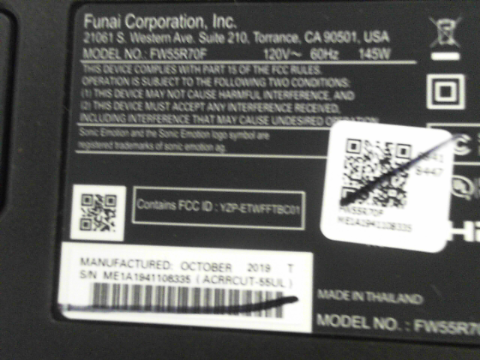 Funai Corporation, Inc.
21061 S. Western Ave. Suite 210, Torrance, CA 90501, USA
MODEL NO. : FW55R70F 120V~ 60Hz 145W
THIS DEVICE COMPLIES WITH PART 15 OF THE FCC RULES.
OPERATION IS SUBJECT TO THE FOLLOWING TWO CONDITIONS:
(1) THIS DEVICE MAY NOT CAUSE HARMFUL INTERFERENCE, AND
(2) THIS DEVICE MUST ACCEPT ANY INTERFERENCE RECEIVED,
INCLUDING INTERFERENCE THAT MAY CAUSE UNDESIRED OPERATION.
Sonic Emotion and the Sonic Emotion logo symbol are
registered trademarks of sonic emotion ag.
Contains FCC ID : YZP-ETWFFTBC01
FW55R70F
ME1A1941108335
MANUFACTURED: OCTOBER 2019 T
S/N ME1A1941108335 (ACRRCUT-55UL)
MADE IN THAILAND
MODEL NO. : FW55R70